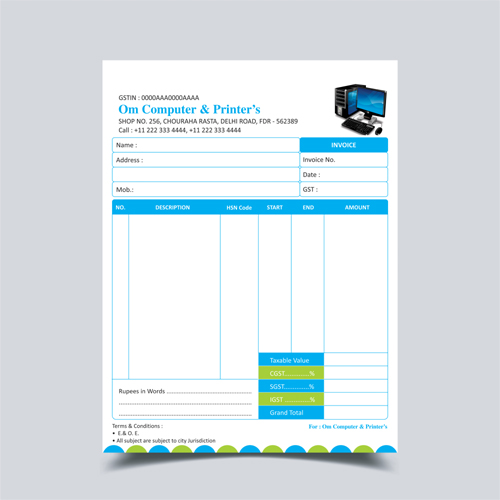 GSTIN : 0000AAA0000AAAA
Om Computer & Printer's
SHOP NO. 256, CHOURAHA RASTA, DELHI ROAD, FDR - 562389
Call : +11 222 333 4444, +11 222 333 4444
Name :
INVOICE
Address :
Invoice No.
Date :
Mob.:
GST :
NO. DESCRIPTION HSN Code START END AMOUNT
Taxable Value
CGST..............%
SGST..............%
IGST ..............%
Grand Total
Rupees in Words ................................................
Terms & Conditions :
• E.& O. E.
• All subject are subject to city Jurisdiction
For : Om Computer & Printer's